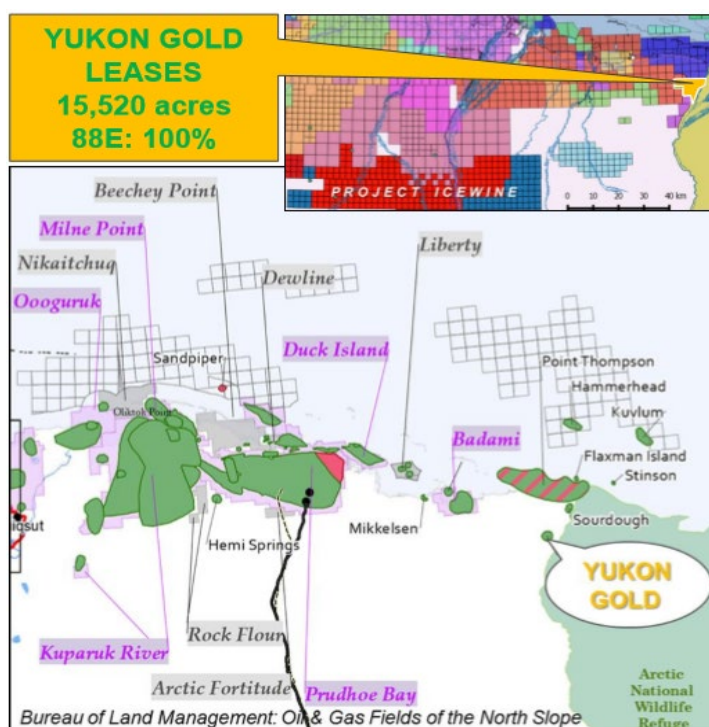 YUKON GOLD
LEASES
15,520 acres
88E: 100%
PROJECT ICEWINE
0 20 40 km
Beechey Point
Milne Point
Nikaitchuq
Oooguruk
Dewline
Liberty
Sandpiper
Duck Island
Oliktok Point
Point Thompson
Hammerhead
Kuvlum
Badami
Flaxman Island
Stinson
Mikkelsen
Sourdough
Hemi Springs
YUKON
GOLD
Rock Flour
Kuparuk River
Arctic Fortitude
Prudhoe Bay
Arctic
National
Wildlife
Refuge
Bureau of Land Management: Oil & Gas Fields of the North Slope